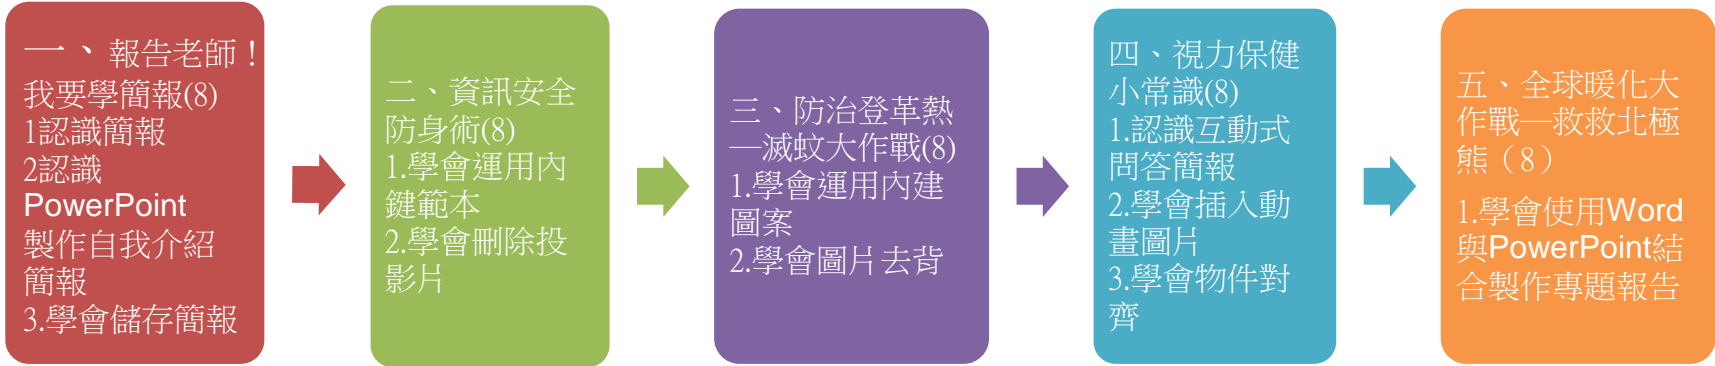 一、報告老師！
我要學簡報(8)
1認識簡報
2認識
PowerPoint
製作自我介紹
簡報
3.學會儲存簡報
二、資訊安全
防身術(8)
1.學會運用內
鍵範本
2.學會刪除投
影片
三、防治登革熱
—滅蚊大作戰(8)
1.學會運用內建
圖案
2.學會圖片去背
四、視力保健
小常識(8)
1.認識互動式
問答簡報
2.學會插入動
畫圖片
3.學會物件對
齊
五、全球暖化大
作戰—救救北極
熊（8）
1.學會使用Word
與PowerPoint結
合製作專題報告